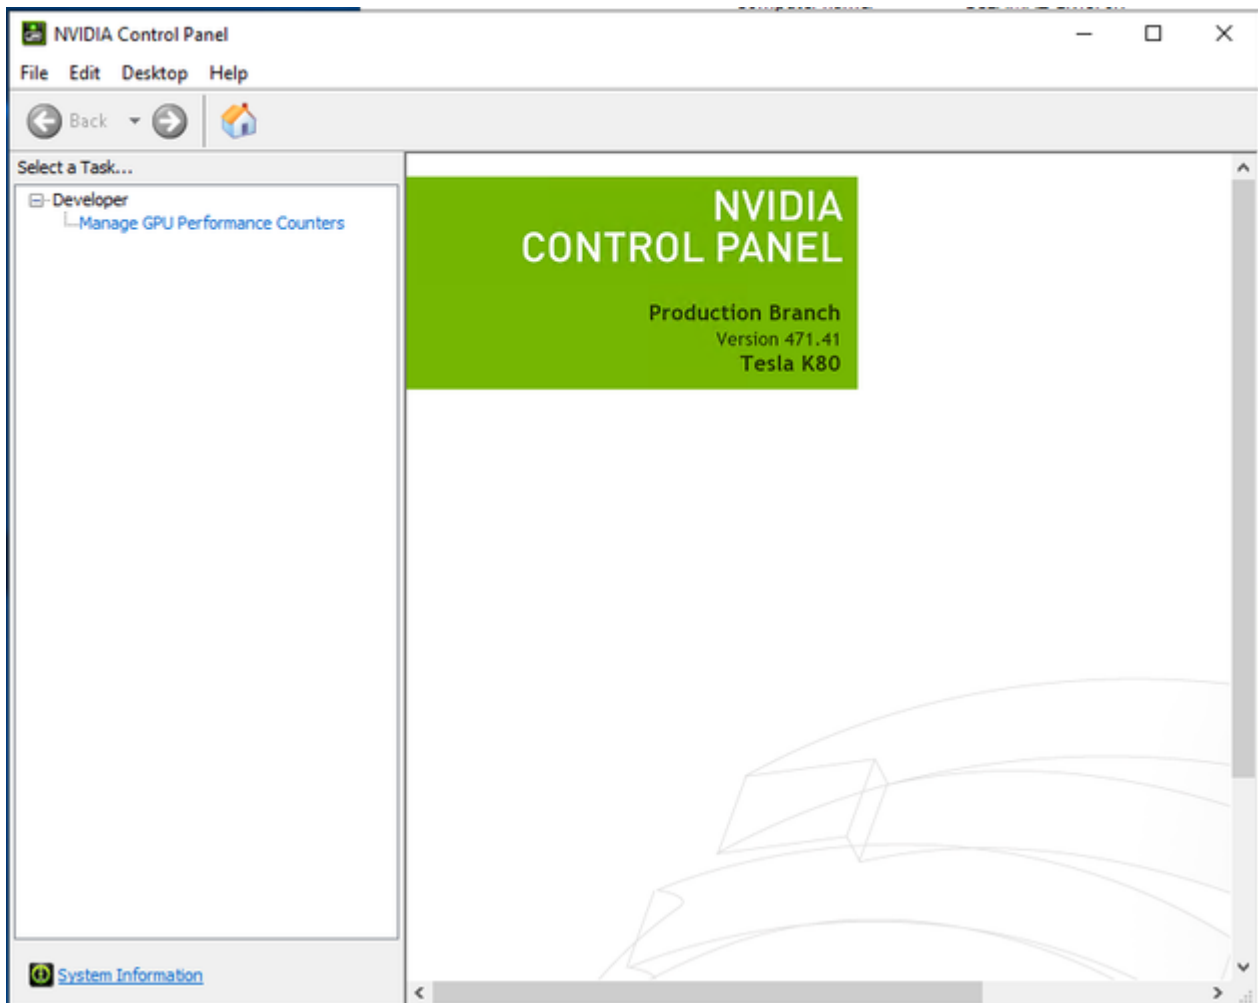 NVIDIA Control Panel
File Edit Desktop Help
Back
Select a Task...
Developer
Manage GPU Performance Counters
NVIDIA
CONTROL PANEL
Production Branch
Version 471.41
Tesla K80
System Information